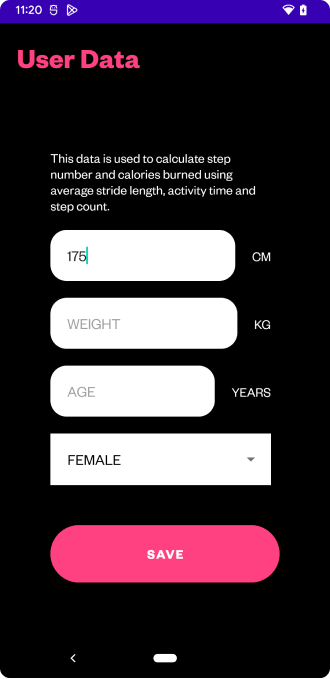 11:20
User Data
This data is used to calculate step
number and calories burned using
average stride length, activity time and
step count.
175 CM
WEIGHT KG
AGE YEARS
FEMALE
SAVE